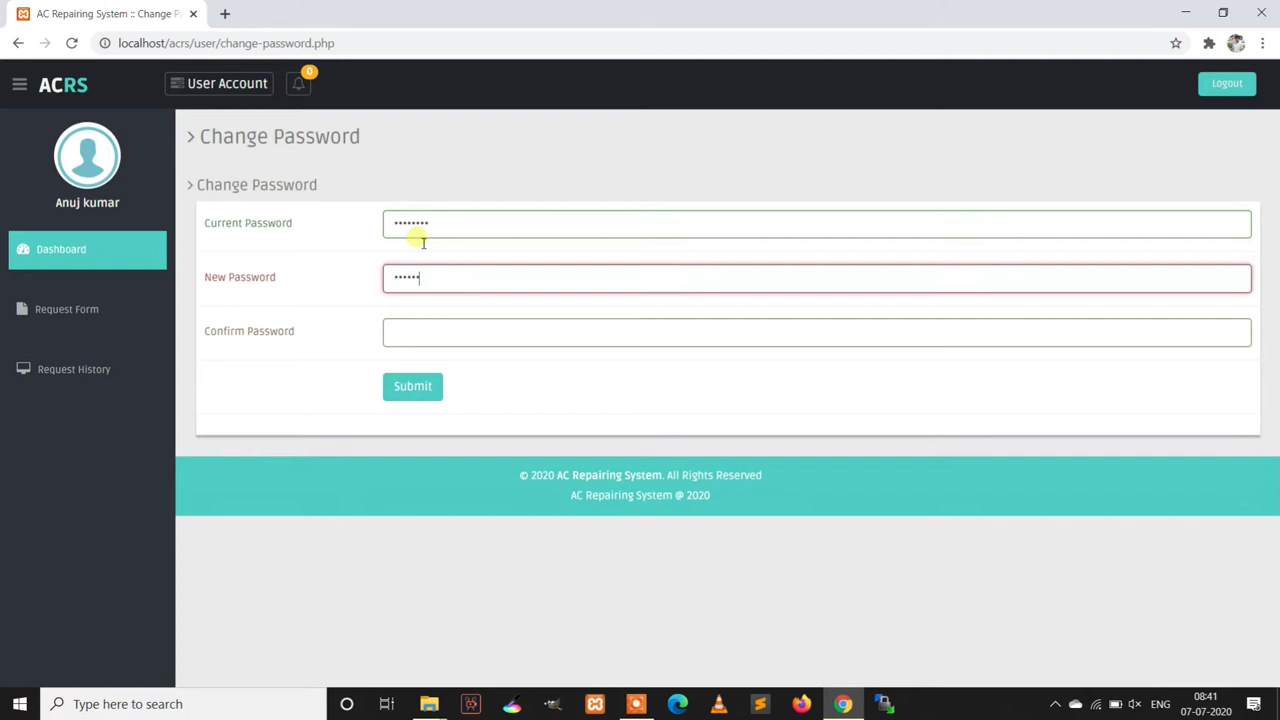 AC Repairing System :: Change P
localhost/acrs/user/change-password.php
ACRS
User Account
0
Logout
Anuj kumar
Dashboard
Request Form
Request History
> Change Password
> Change Password
Current Password
••••••••
New Password
••••••
Confirm Password
Submit
© 2020 AC Repairing System. All Rights Reserved
AC Repairing System @ 2020
Type here to search
ENG
08:41
07-07-2020